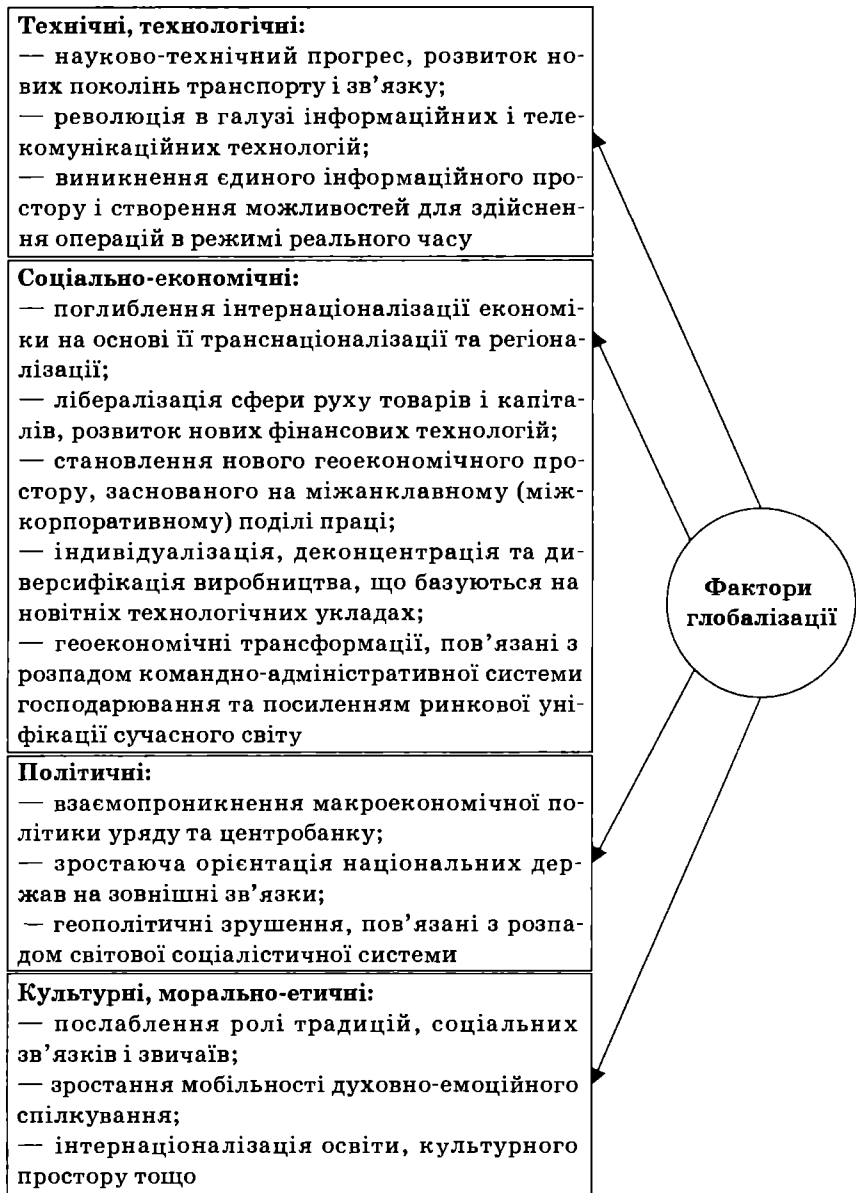 Технічні, технологічні:
— науково-технічний прогрес, розвиток но-
вих поколінь транспорту і зв’язку;
— революція в галузі інформаційних і теле-
комунікаційних технологій;
— виникнення єдиного інформаційного про-
стору і створення можливостей для здійснен-
ня операцій в режимі реального часу
Соціально-економічні:
— поглиблення інтернаціоналізації економі-
ки на основі її транснаціоналізації та регіона-
лізації;
— лібералізація сфери руху товарів і капіта-
лів, розвиток нових фінансових технологій;
— становлення нового геоекономічного про-
стору, заснованого на міжанклавному (між-
корпоративному) поділі праці;
— індивідуалізація, деконцентрація та ди-
версифікація виробництва, що базуються на
новітніх технологічних укладах;
— геоекономічні трансформації, пов’язані з
розпадом командно-адміністративної системи
господарювання та посиленням ринкової уні-
фікації сучасного світу
Політичні:
— взаємопроникнення макроекономічної по-
літики уряду та центробанку;
— зростаюча орієнтація національних дер-
жав на зовнішні зв’язки;
— геополітичні зрушення, пов’язані з розпа-
дом світової соціалістичної системи
Культурні, морально-етичні:
— послаблення ролі традицій, соціальних
зв’язків і звичаїв;
— зростання мобільності духовно-емоційного
спілкування;
— інтернаціоналізація освіти, культурного
простору тощо
Фактори
глобалізації